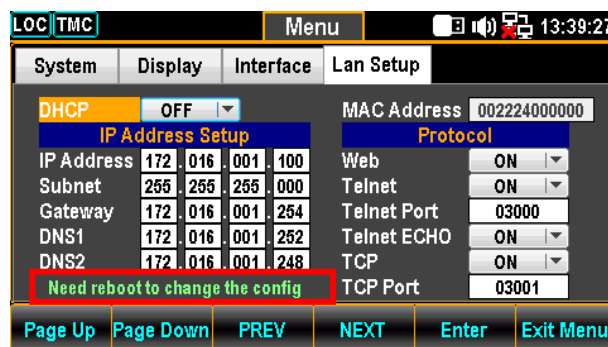 LOC TMC Menu 13:39:27
System Display Interface Lan Setup
DHCP OFF
IP Address Setup
IP Address 172 . 016 . 001 . 100
Subnet 255 . 255 . 255 . 000
Gateway 172 . 016 . 001 . 254
DNS1 172 . 016 . 001 . 252
DNS2 172 . 016 . 001 . 248
Need reboot to change the config
MAC Address 002224000000
Protocol
Web ON
Telnet ON
Telnet Port 03000
Telnet ECHO ON
TCP ON
TCP Port 03001
Page Up Page Down PREV NEXT Enter Exit Menu